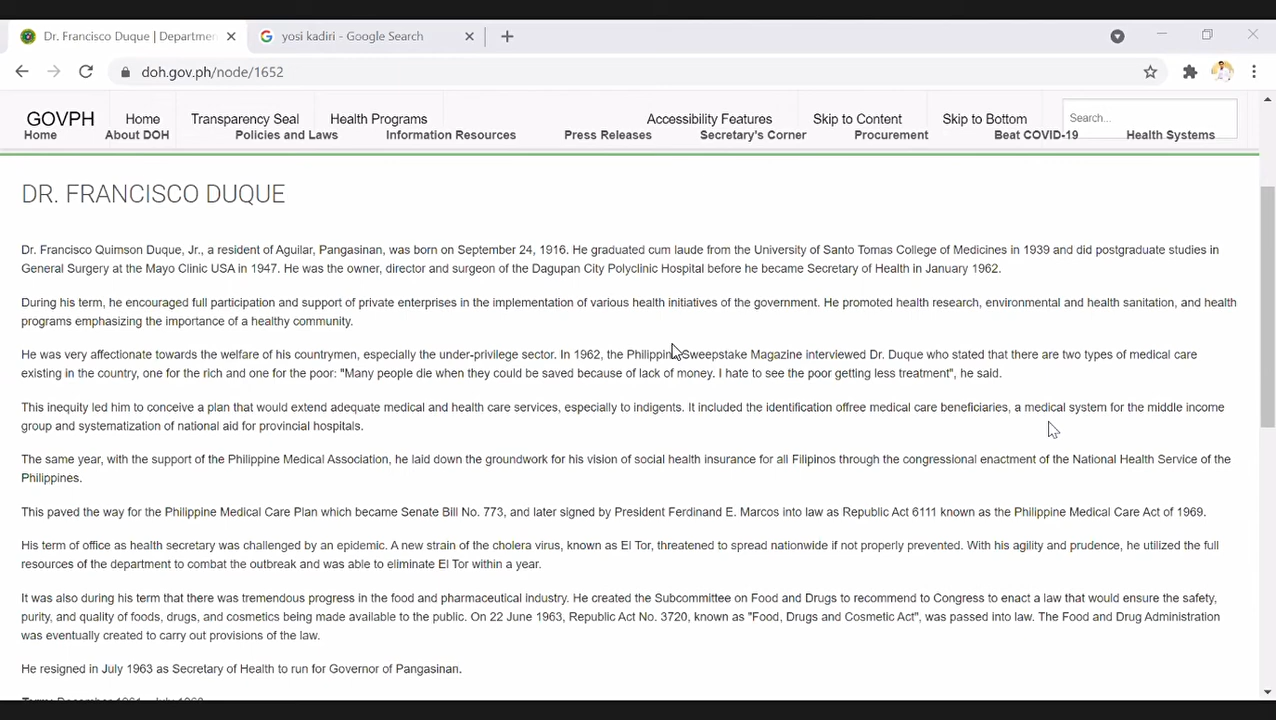 Dr. Francisco Duque | Departmen
yosi kadiri - Google Search
doh.gov.ph/node/1652
GOVPH Home Transparency Seal Health Programs Accessibility Features Skip to Content Skip to Bottom Search...
Home About DOH Policies and Laws Information Resources Press Releases Secretary's Corner Procurement Beat COVID-19 Health Systems
DR. FRANCISCO DUQUE
Dr. Francisco Quimson Duque, Jr., a resident of Aguilar, Pangasinan, was born on September 24, 1916. He graduated cum laude from the University of Santo Tomas College of Medicines in 1939 and did postgraduate studies in
General Surgery at the Mayo Clinic USA in 1947. He was the owner, director and surgeon of the Dagupan City Polyclinic Hospital before he became Secretary of Health in January 1962.
During his term, he encouraged full participation and support of private enterprises in the implementation of various health initiatives of the government. He promoted health research, environmental and health sanitation, and health
programs emphasizing the importance of a healthy community.
He was very affectionate towards the welfare of his countrymen, especially the under-privilege sector. In 1962, the Philippine Sweepstake Magazine interviewed Dr. Duque who stated that there are two types of medical care
existing in the country, one for the rich and one for the poor: "Many people die when they could be saved because of lack of money. I hate to see the poor getting less treatment", he said.
This inequity led him to conceive a plan that would extend adequate medical and health care services, especially to indigents. It included the identification offree medical care beneficiaries, a medical system for the middle income
group and systematization of national aid for provincial hospitals.
The same year, with the support of the Philippine Medical Association, he laid down the groundwork for his vision of social health insurance for all Filipinos through the congressional enactment of the National Health Service of the
Philippines.
This paved the way for the Philippine Medical Care Plan which became Senate Bill No. 773, and later signed by President Ferdinand E. Marcos into law as Republic Act 6111 known as the Philippine Medical Care Act of 1969.
His term of office as health secretary was challenged by an epidemic. A new strain of the cholera virus, known as El Tor, threatened to spread nationwide if not properly prevented. With his agility and prudence, he utilized the full
resources of the department to combat the outbreak and was able to eliminate El Tor within a year.
It was also during his term that there was tremendous progress in the food and pharmaceutical industry. He created the Subcommittee on Food and Drugs to recommend to Congress to enact a law that would ensure the safety,
purity, and quality of foods, drugs, and cosmetics being made available to the public. On 22 June 1963, Republic Act No. 3720, known as "Food, Drugs and Cosmetic Act", was passed into law. The Food and Drug Administration
was eventually created to carry out provisions of the law.
He resigned in July 1963 as Secretary of Health to run for Governor of Pangasinan.